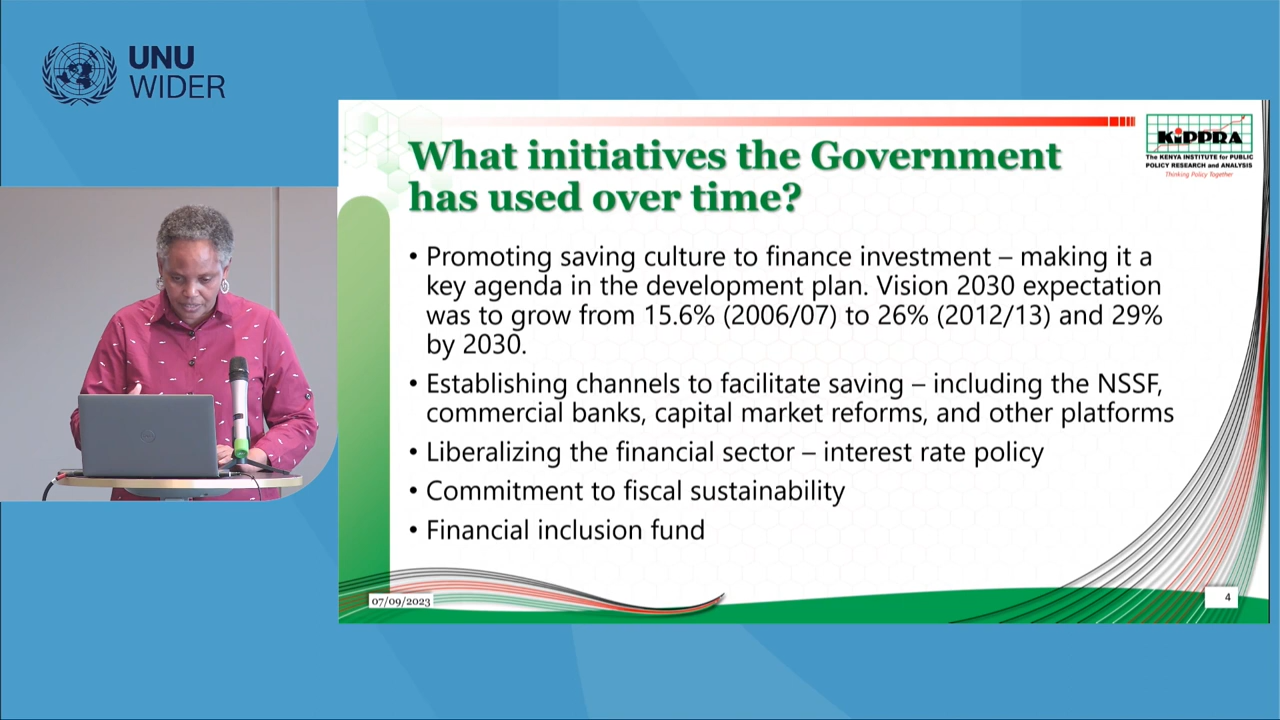 UNU
WIDER
KIPPRA
The KENYA INSTITUTE for PUBLIC
POLICY RESEARCH and ANALYSIS
Thinking Policy Together
What initiatives the Government
has used over time?
• Promoting saving culture to finance investment – making it a
key agenda in the development plan. Vision 2030 expectation
was to grow from 15.6% (2006/07) to 26% (2012/13) and 29%
by 2030.
• Establishing channels to facilitate saving – including the NSSF,
commercial banks, capital market reforms, and other platforms
• Liberalizing the financial sector – interest rate policy
• Commitment to fiscal sustainability
• Financial inclusion fund
07/09/2023
4